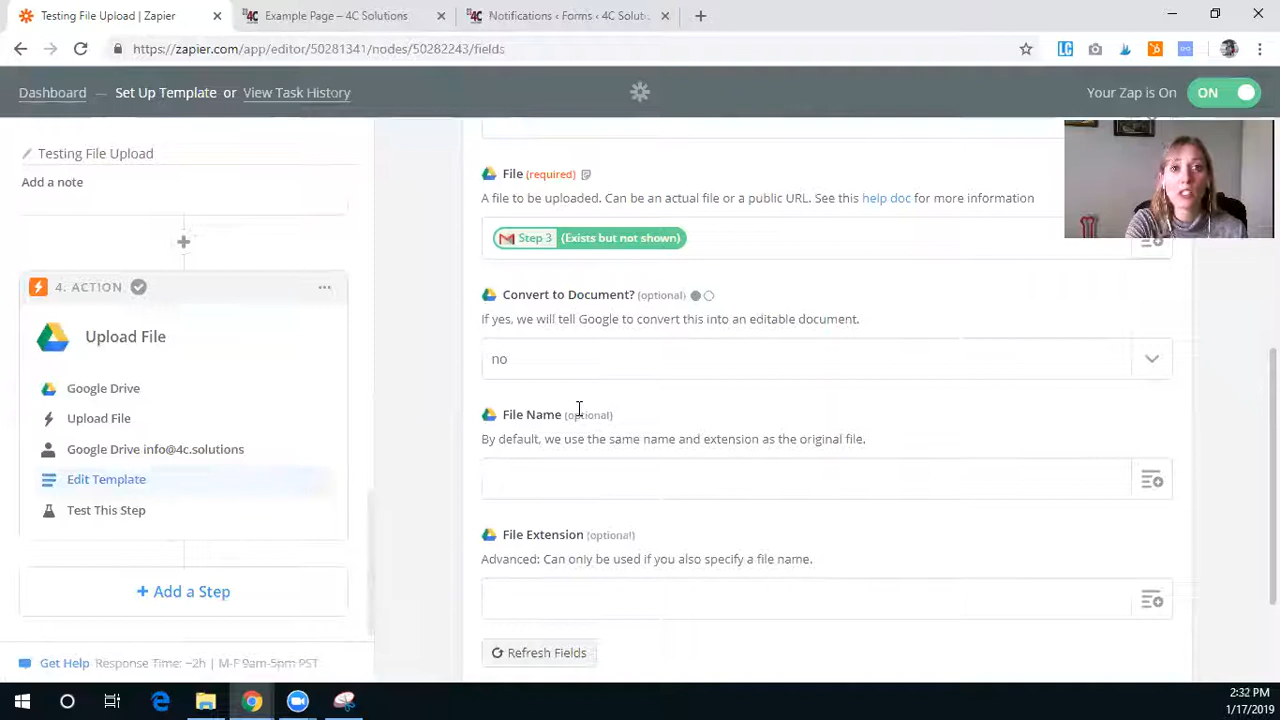 Testing File Upload | Zapier
Example Page – 4C Solutions
Notifications ‹ Forms ‹ 4C Solut
https://zapier.com/app/editor/50281341/nodes/50282243/fields
Dashboard — Set Up Template or View Task History
Your Zap is On ON
Testing File Upload
Add a note
4. ACTION
Upload File
Google Drive
Upload File
Google Drive info@4c.solutions
Edit Template
Test This Step
+ Add a Step
Get Help Response Time: ~2h | M-F 9am-5pm PST
File (required)
A file to be uploaded. Can be an actual file or a public URL. See this help doc for more information
Step 3 (Exists but not shown)
Convert to Document? (optional)
If yes, we will tell Google to convert this into an editable document.
no
File Name (optional)
By default, we use the same name and extension as the original file.
File Extension (optional)
Advanced: Can only be used if you also specify a file name.
Refresh Fields
2:32 PM
1/17/2019